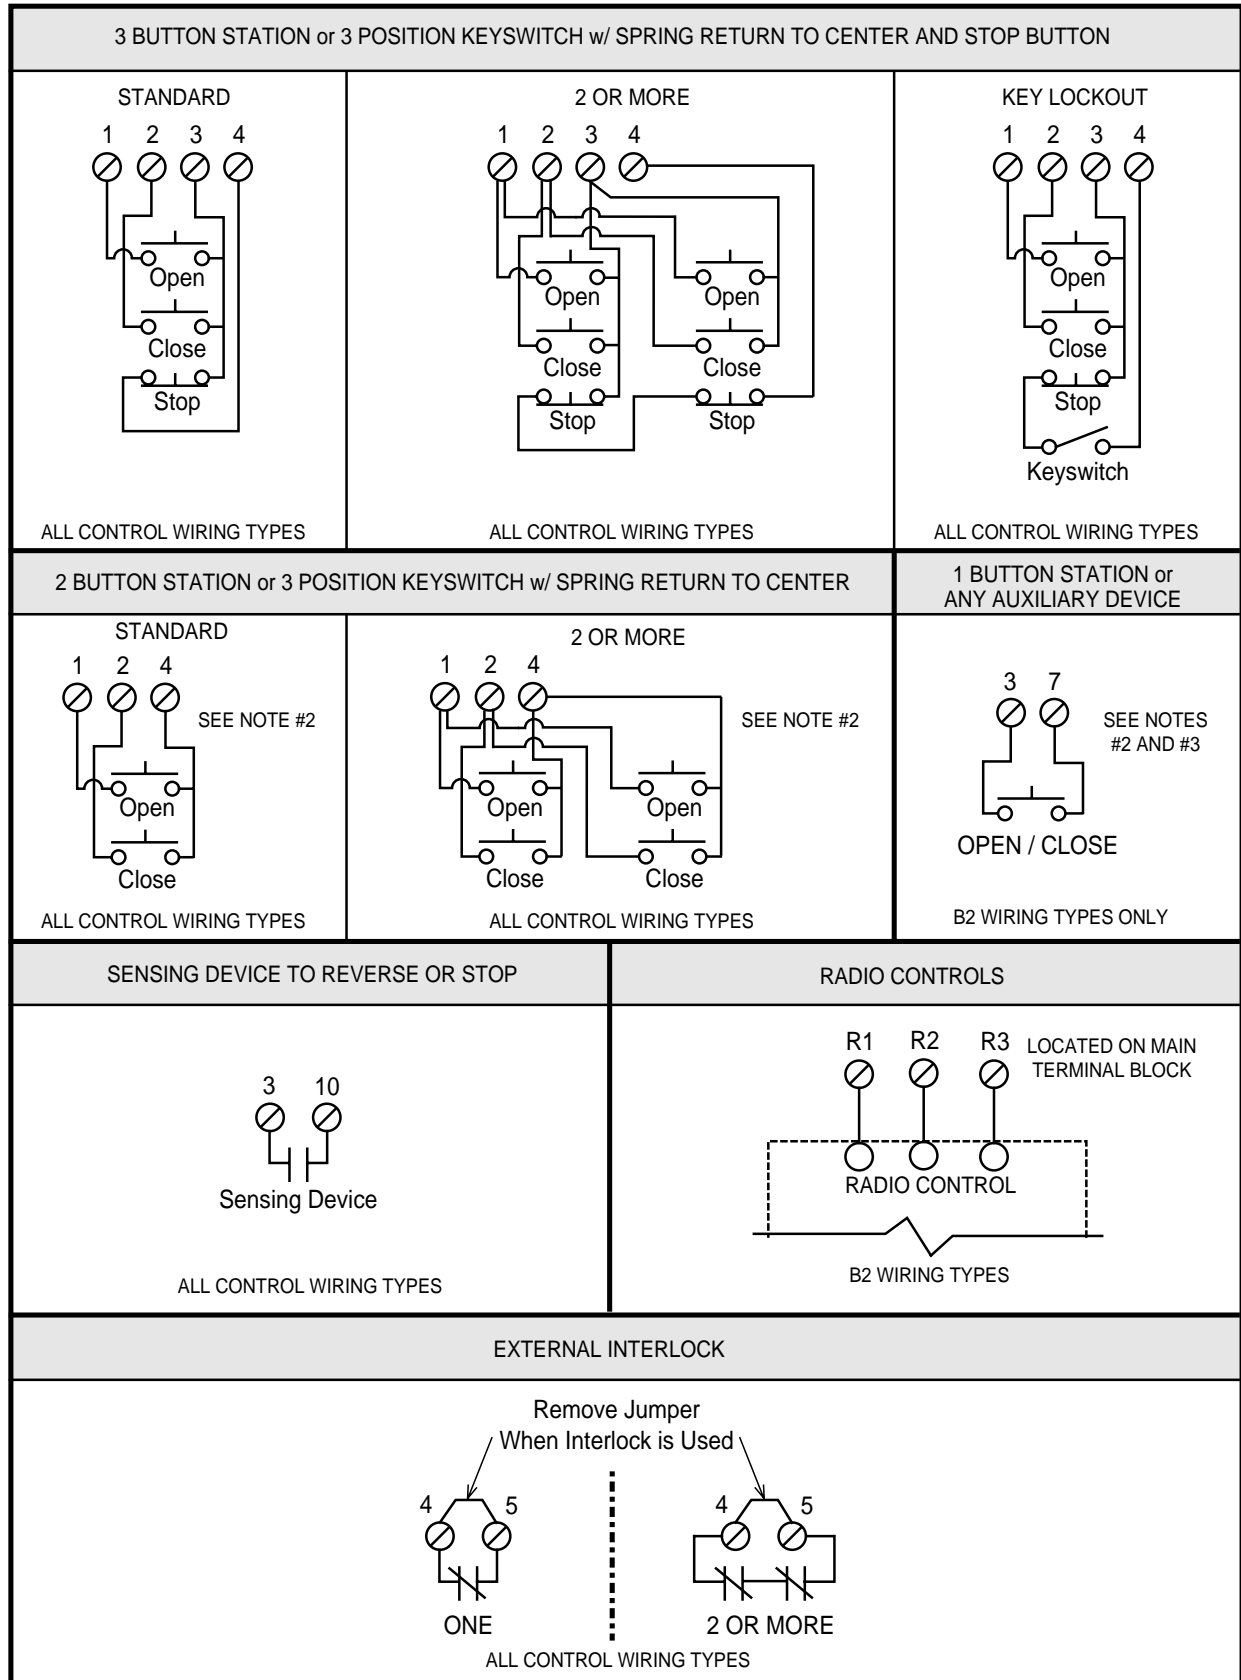 3 BUTTON STATION or 3 POSITION KEYSWITCH w/ SPRING RETURN TO CENTER AND STOP BUTTON
STANDARD
1 2 3 4
Open
Close
Stop
ALL CONTROL WIRING TYPES
2 OR MORE
1 2 3 4
Open Open
Close Close
Stop Stop
ALL CONTROL WIRING TYPES
KEY LOCKOUT
1 2 3 4
Open
Close
Stop
Keyswitch
ALL CONTROL WIRING TYPES
2 BUTTON STATION or 3 POSITION KEYSWITCH w/ SPRING RETURN TO CENTER
STANDARD
1 2 4
SEE NOTE #2
Open
Close
ALL CONTROL WIRING TYPES
2 OR MORE
1 2 4
SEE NOTE #2
Open Open
Close Close
ALL CONTROL WIRING TYPES
1 BUTTON STATION or
ANY AUXILIARY DEVICE
3 7
SEE NOTES
#2 AND #3
OPEN / CLOSE
B2 WIRING TYPES ONLY
SENSING DEVICE TO REVERSE OR STOP
3 10
Sensing Device
ALL CONTROL WIRING TYPES
RADIO CONTROLS
R1 R2 R3
LOCATED ON MAIN
TERMINAL BLOCK
RADIO CONTROL
B2 WIRING TYPES
EXTERNAL INTERLOCK
Remove Jumper
When Interlock is Used
4 5
ONE
4 5
2 OR MORE
ALL CONTROL WIRING TYPES